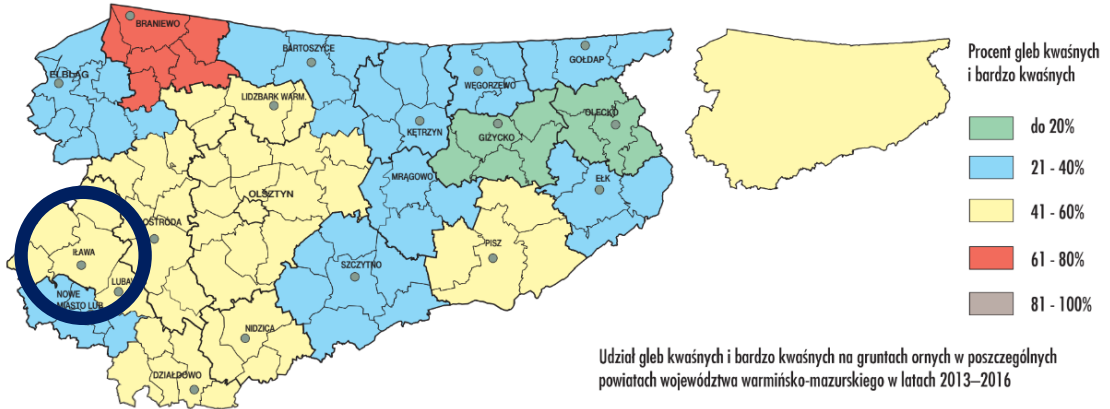 BRANIEWO
BARTOSZYCE
GOŁDAP
ELBLĄG
WĘGORZEWO
LIDZBARK WARM.
OLECKO
KĘTRZYN
GIŻYCKO
MRĄGOWO
EŁK
OLSZTYN
OSTRÓDA
PISZ
IŁAWA
SZCZYTNO
NOWE
MIASTO LUB.
NIDZICA
DZIAŁDOWO
Procent gleb kwaśnych
i bardzo kwaśnych
do 20%
21 - 40%
41 - 60%
61 - 80%
81 - 100%
Udział gleb kwaśnych i bardzo kwaśnych na gruntach ornych w poszczególnych
powiatach województwa warmińsko-mazurskiego w latach 2013–2016